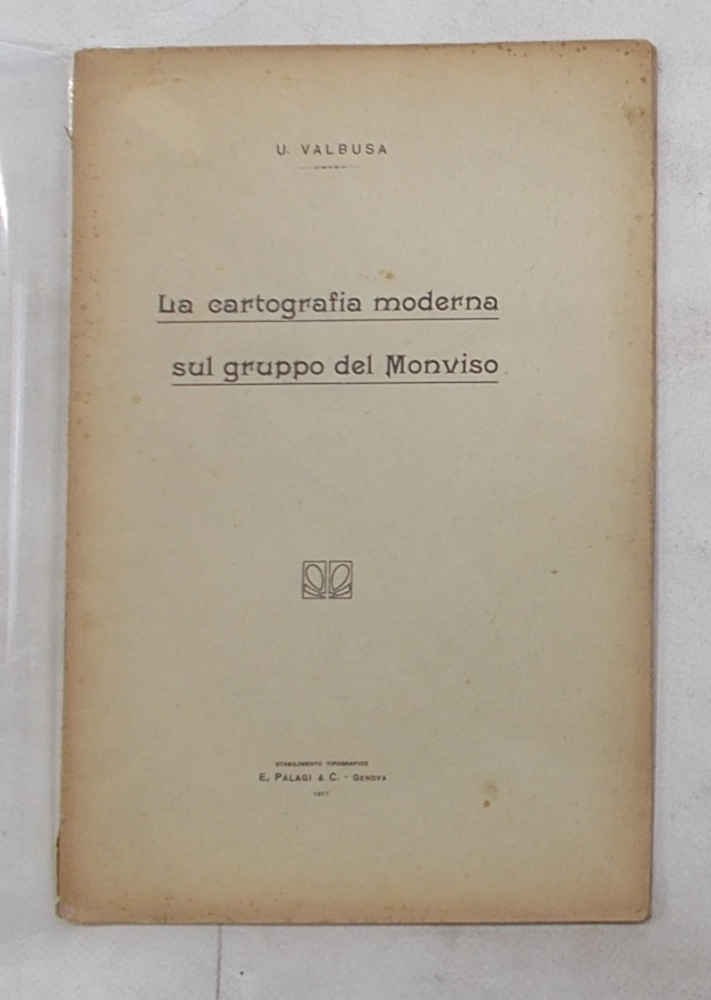 U. VALBUSA
La cartografia moderna
sul gruppo del Monviso
STABILIMENTO TIPOGRAFICO
E. PALAGI & C. - GENOVA